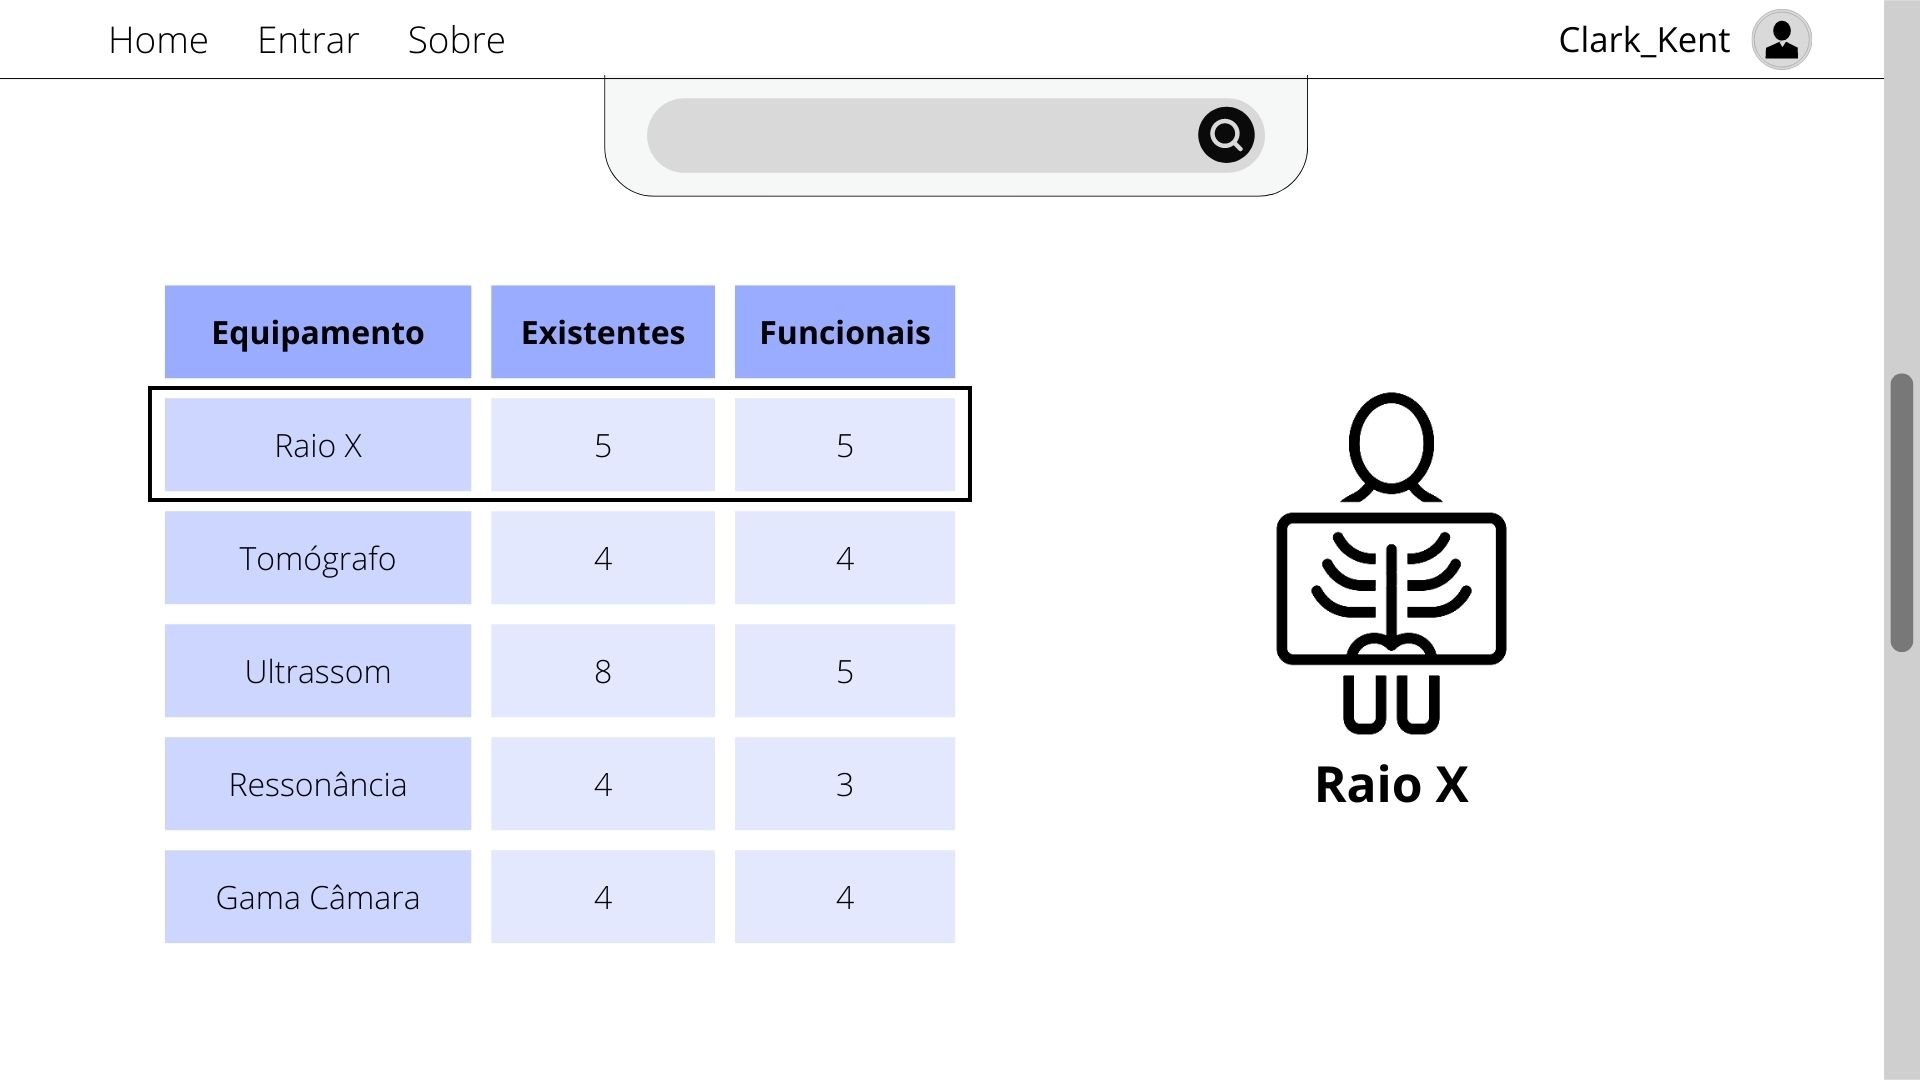 Home Entrar Sobre Clark_Kent
Equipamento Existentes Funcionais
Raio X 5 5
Tomógrafo 4 4
Ultrassom 8 5
Ressonância 4 3
Gama Câmara 4 4
Raio X